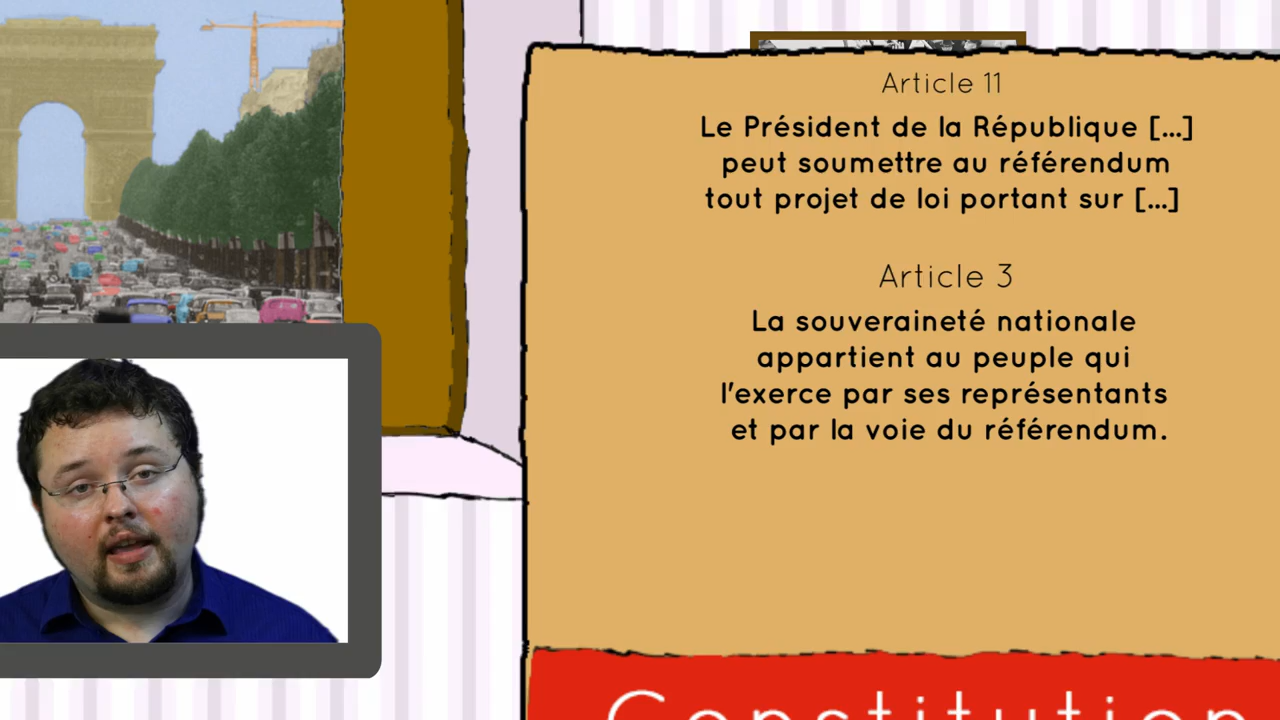 Article 11
Le Président de la République [...]
peut soumettre au référendum
tout projet de loi portant sur [...]
Article 3
La souveraineté nationale
appartient au peuple qui
l'exerce par ses représentants
et par la voie du référendum.
Constitution